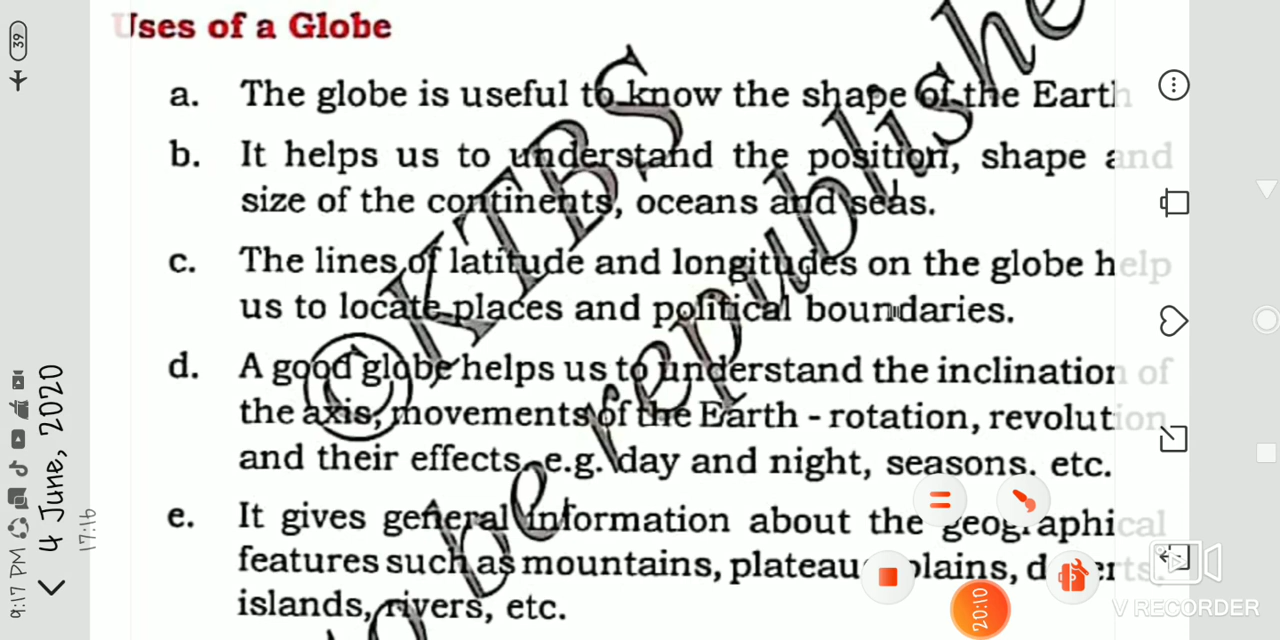 Uses of a Globe
a. The globe is useful to know the shape of the Earth
b. It helps us to understand the position, shape and
size of the continents, oceans and seas.
c. The lines of latitude and longitudes on the globe help
us to locate places and political boundaries.
d. A good globe helps us to understand the inclination of
the axis, movements of the Earth - rotation, revolution
and their effects, e.g. day and night, seasons. etc.
e. It gives general information about the geographical
features such as mountains, plateau plains, deserts,
islands, rivers, etc.
©KTBS
be republishe
39
9:17 PM
4 June, 2020
17:16
20:10
V RECORDER